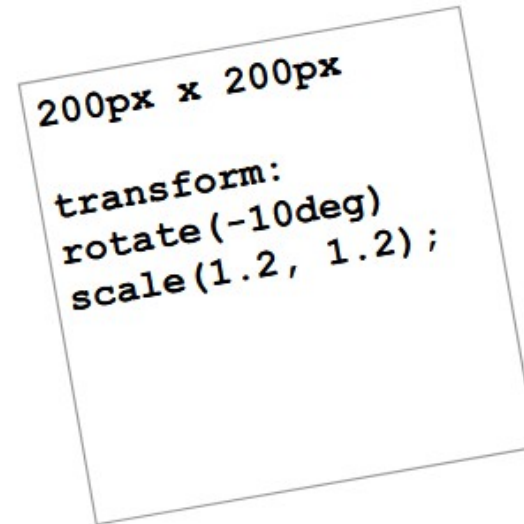 200px x 200px
transform:
rotate(-10deg)
scale(1.2, 1.2);